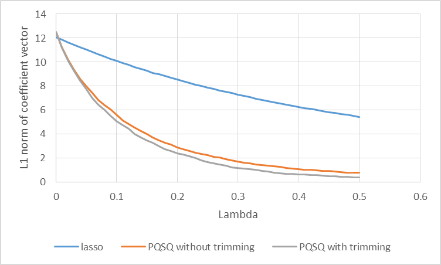 14
12
10
8
6
4
2
0
L1 norm of coefficient vector
0 0.1 0.2 0.3 0.4 0.5 0.6
Lambda
lasso PQSQ without trimming PQSQ with trimming